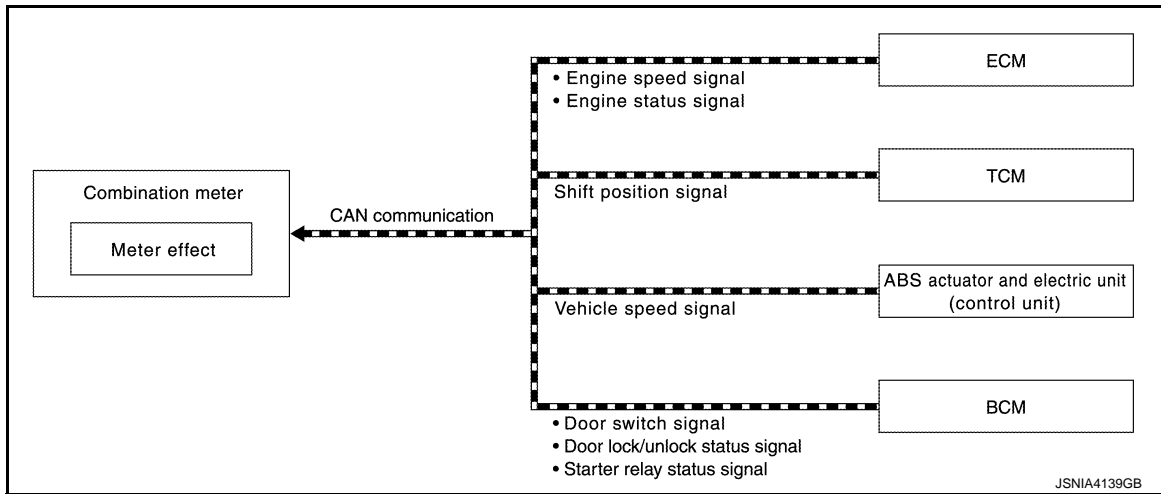 ECM
• Engine speed signal
• Engine status signal
Combination meter
Meter effect
CAN communication
TCM
Shift position signal
ABS actuator and electric unit
(control unit)
Vehicle speed signal
BCM
• Door switch signal
• Door lock/unlock status signal
• Starter relay status signal
JSNIA4139GB